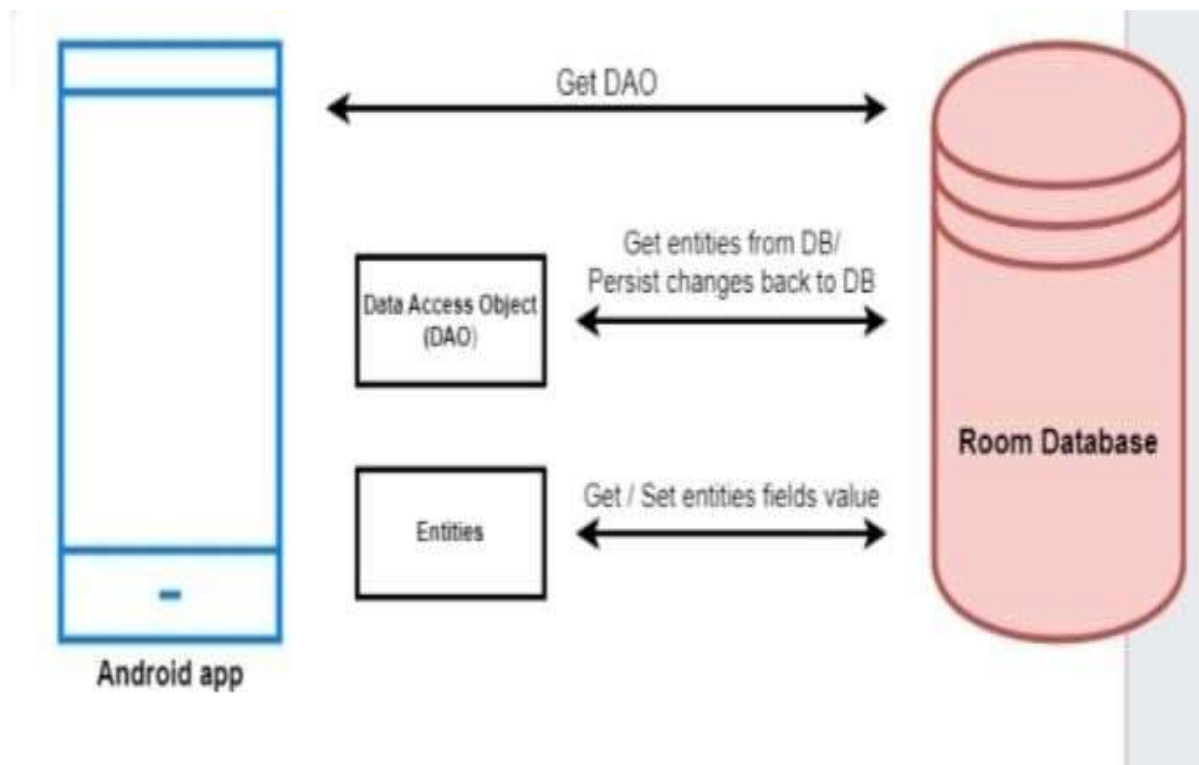 Get DAO
Get entities from DB/
Persist changes back to DB
Data Access Object
(DAO)
Room Database
Get / Set entities fields value
Entities
Android app